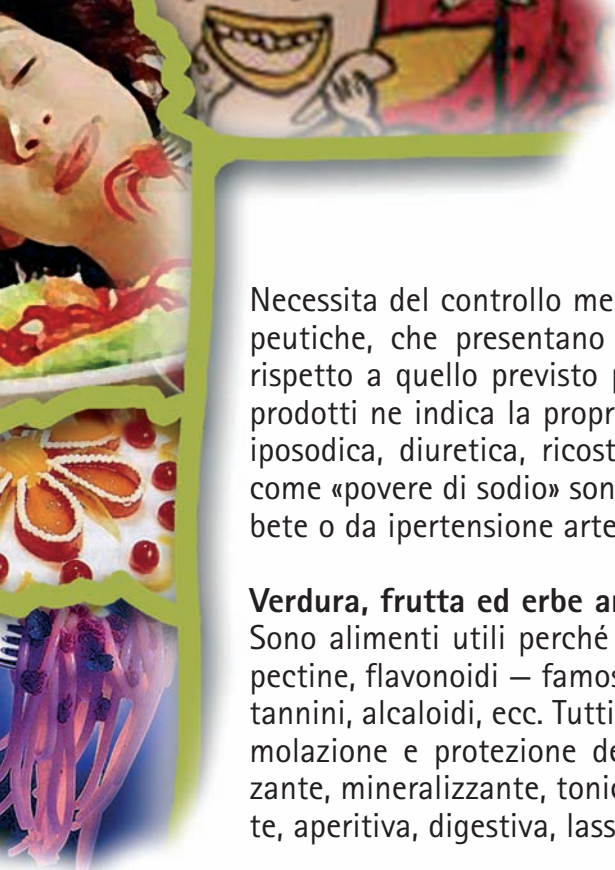 Necessita del controllo me
peutiche, che presentano
rispetto a quello previsto p
prodotti ne indica la propr
iposodica, diuretica, ricost
come «povere di sodio» son
bete o da ipertensione arte
Verdura, frutta ed erbe ar
Sono alimenti utili perché
pectine, flavonoidi — famos
tannini, alcaloidi, ecc. Tutti
molazione e protezione de
zante, mineralizzante, tonic
te, aperitiva, digestiva, lass